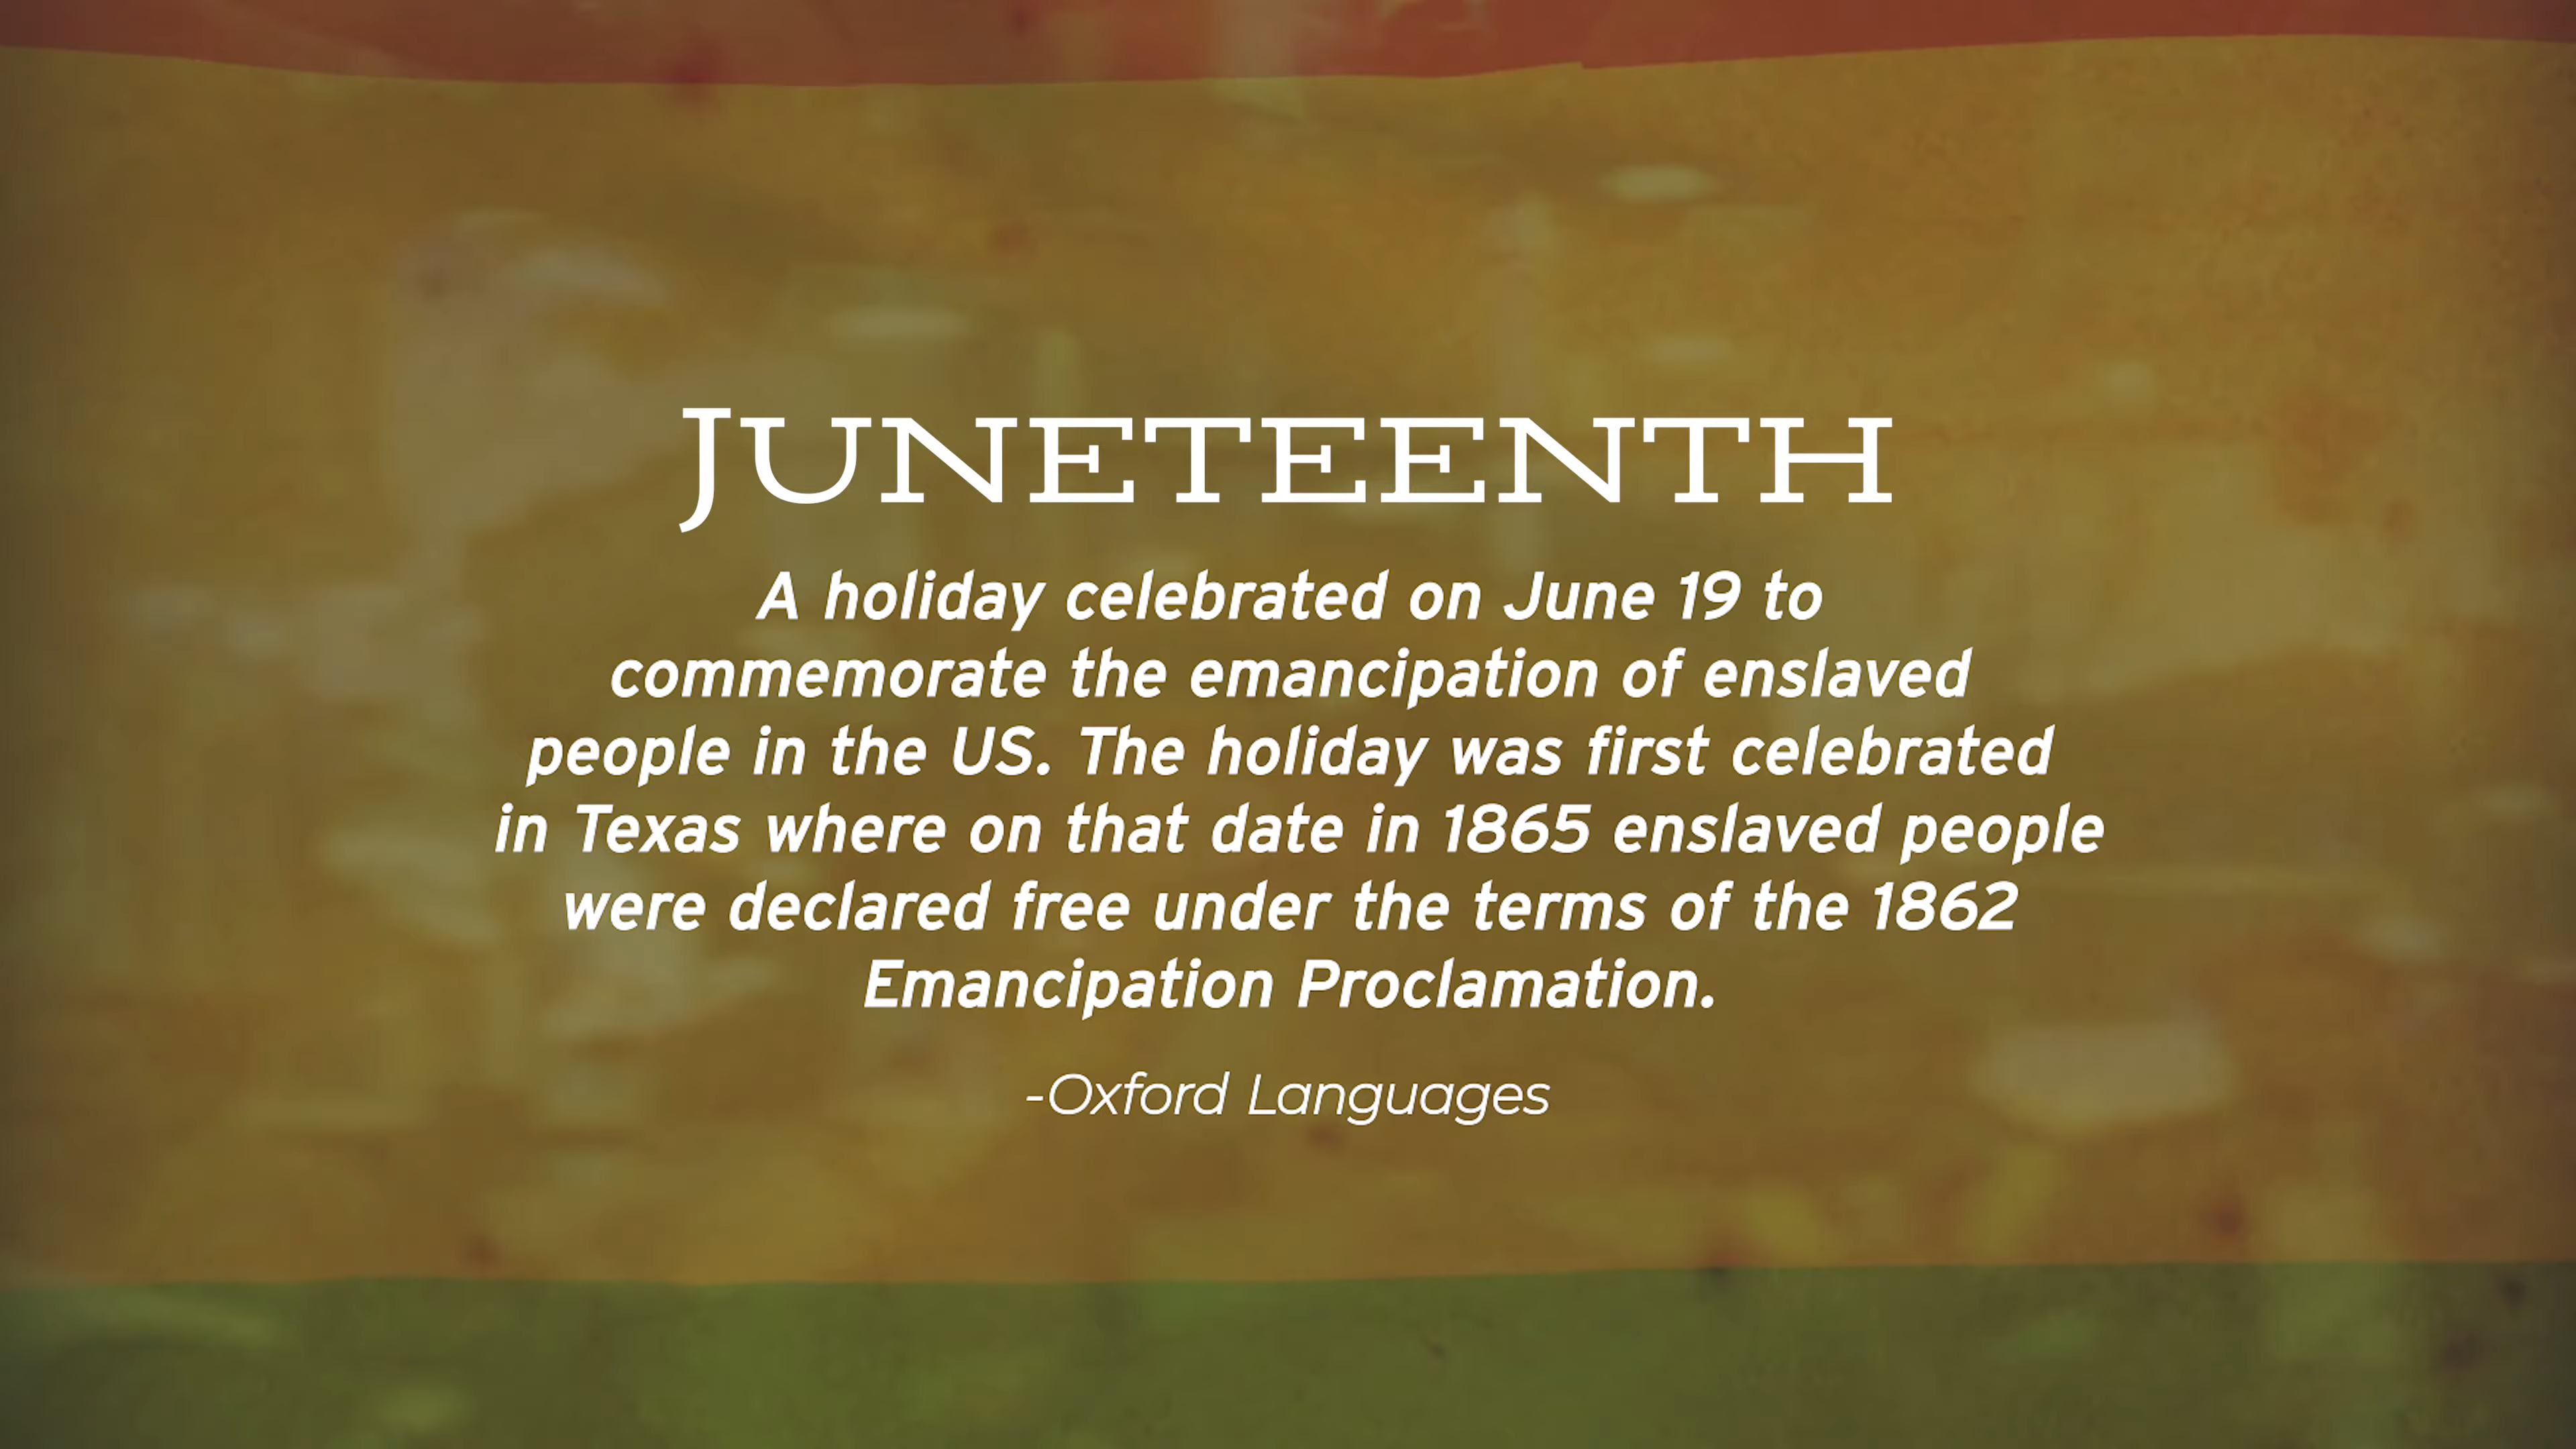 JUNETEENTH
A holiday celebrated on June 19 to
commemorate the emancipation of enslaved
people in the US. The holiday was first celebrated
in Texas where on that date in 1865 enslaved people
were declared free under the terms of the 1862
Emancipation Proclamation.
-Oxford Languages